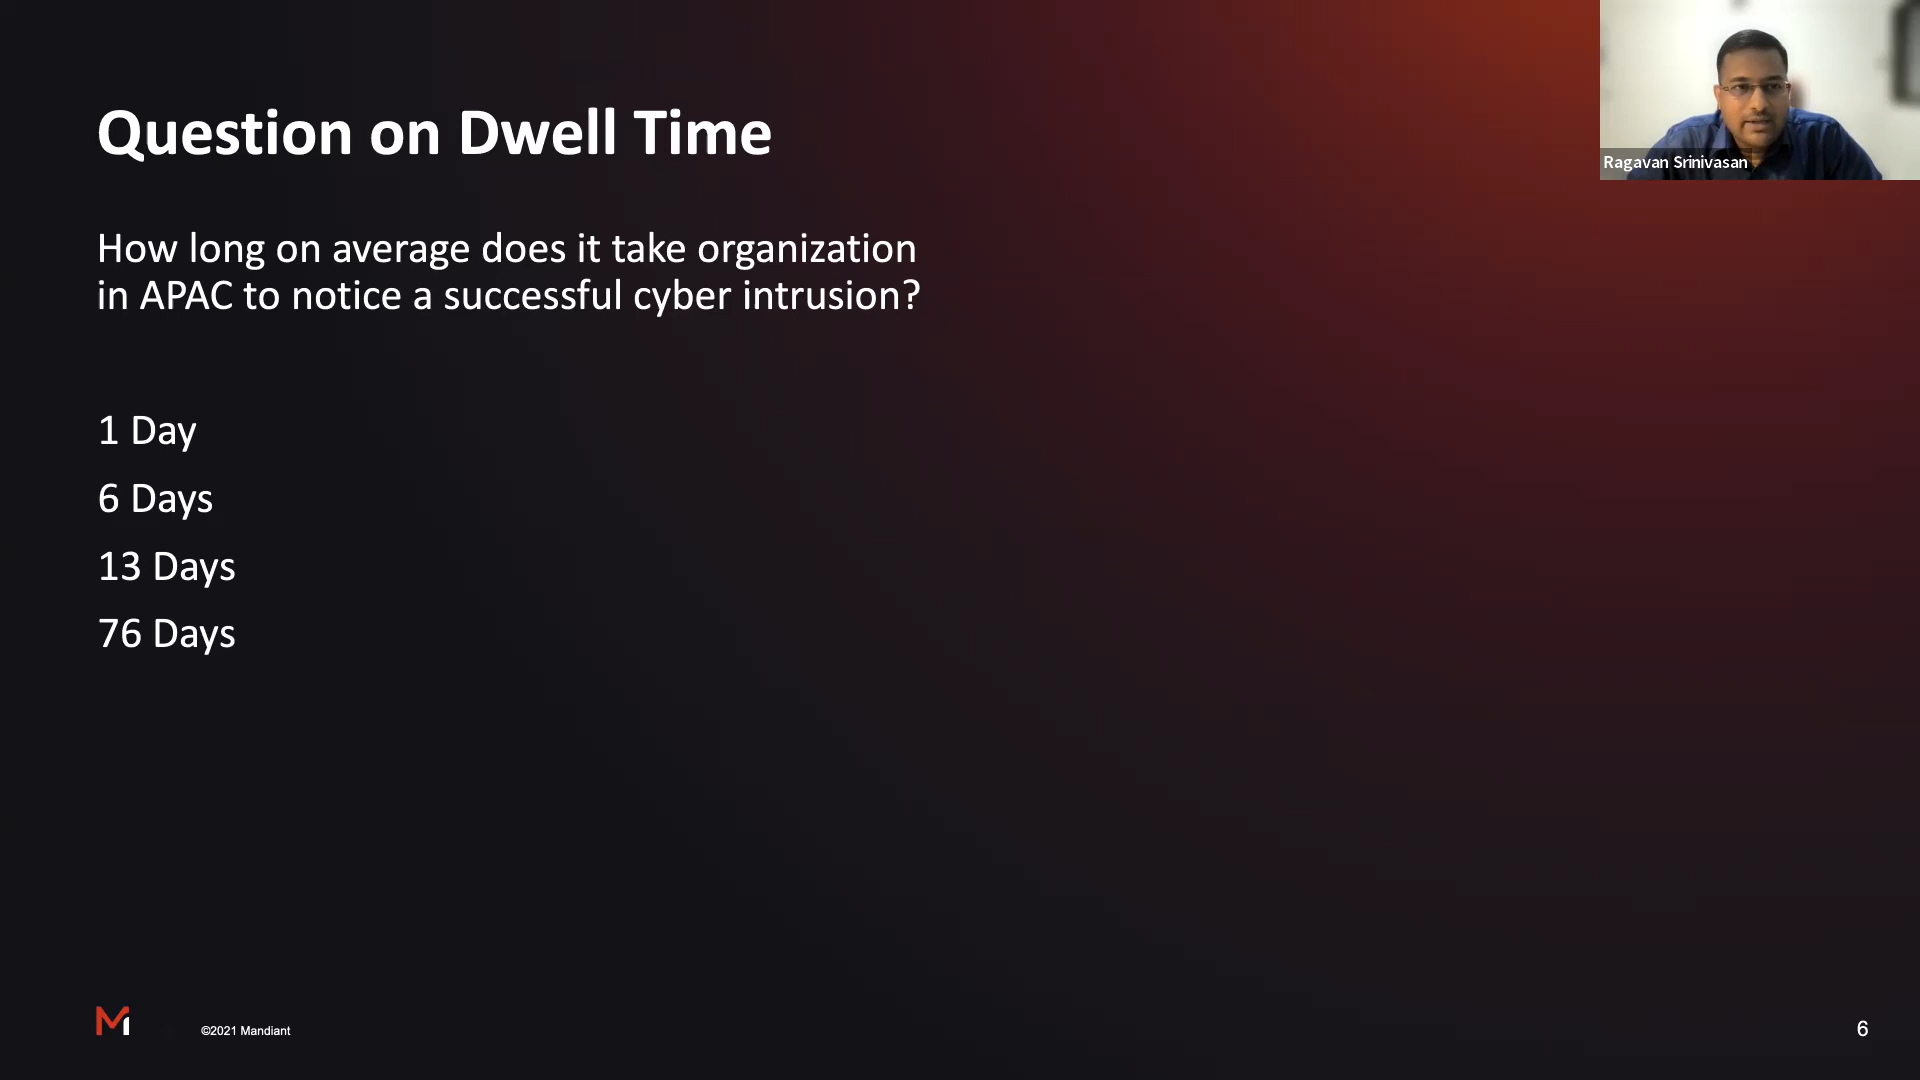 Question on Dwell Time
Ragavan Srinivasan
How long on average does it take organization
in APAC to notice a successful cyber intrusion?
1 Day
6 Days
13 Days
76 Days
©2021 Mandiant
6